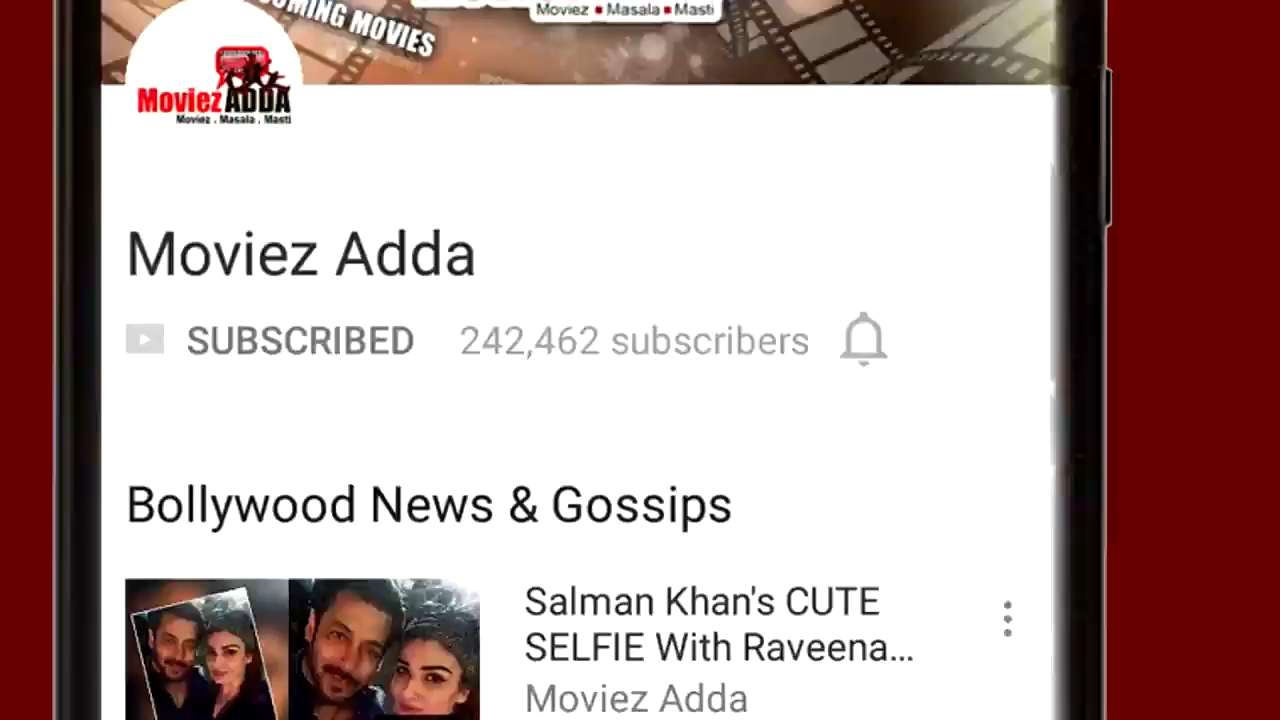 OMING MOVIES
Moviez • Masala • Masti
Moviez ADDA
Moviez . Masala . Masti
Moviez Adda
SUBSCRIBED 242,462 subscribers
Bollywood News & Gossips
Salman Khan's CUTE
SELFIE With Raveena...
Moviez Adda